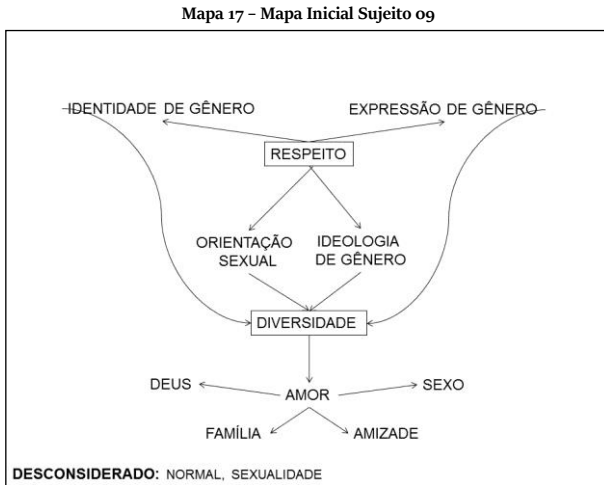 Mapa 17 – Mapa Inicial Sujeito 09
IDENTIDADE DE GÊNERO
EXPRESSÃO DE GÊNERO
RESPEITO
ORIENTAÇÃO
SEXUAL
IDEOLOGIA
DE GÊNERO
DIVERSIDADE
DEUS
AMOR
SEXO
FAMÍLIA
AMIZADE
DESCONSIDERADO: NORMAL, SEXUALIDADE